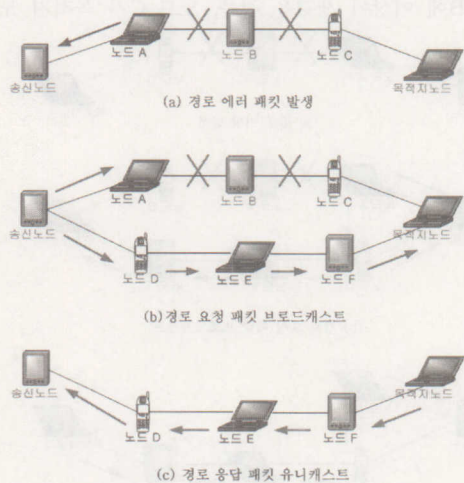 노드 A
노드 B
노드 C
송신노드
목적지노드
(a) 경로 에러 패킷 발생
노드 A
노드 B
노드 C
송신노드
목적지노드
노드 D
노드 E
노드 F
(b)경로 요청 패킷 브로드캐스트
송신노드
목적지노드
노드 D
노드 E
노드 F
(c) 경로 응답 패킷 유니캐스트